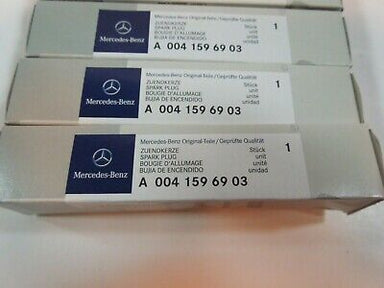 Mercedes-Benz Original-Teile / Geprüfte Qualität
ZUENDKERZE Stück 1
SPARK PLUG unit
BOUGIE D'ALLUMAGE unité
BUJIA DE ENCENDIDO unidad
Mercedes-Benz
A 004 159 69 03
Mercedes-Benz Original-Teile / Geprüfte Qualität
ZUENDKERZE Stück 1
SPARK PLUG unit
BOUGIE D'ALLUMAGE unité
BUJIA DE ENCENDIDO unidad
Mercedes-Benz
A 004 159 69 03
Mercedes-Benz Original-Teile / Geprüfte Qualität
ZUENDKERZE Stück 1
SPARK PLUG unit
BOUGIE D'ALLUMAGE unité
BUJIA DE ENCENDIDO unidad
Mercedes-Benz
A 004 159 69 03